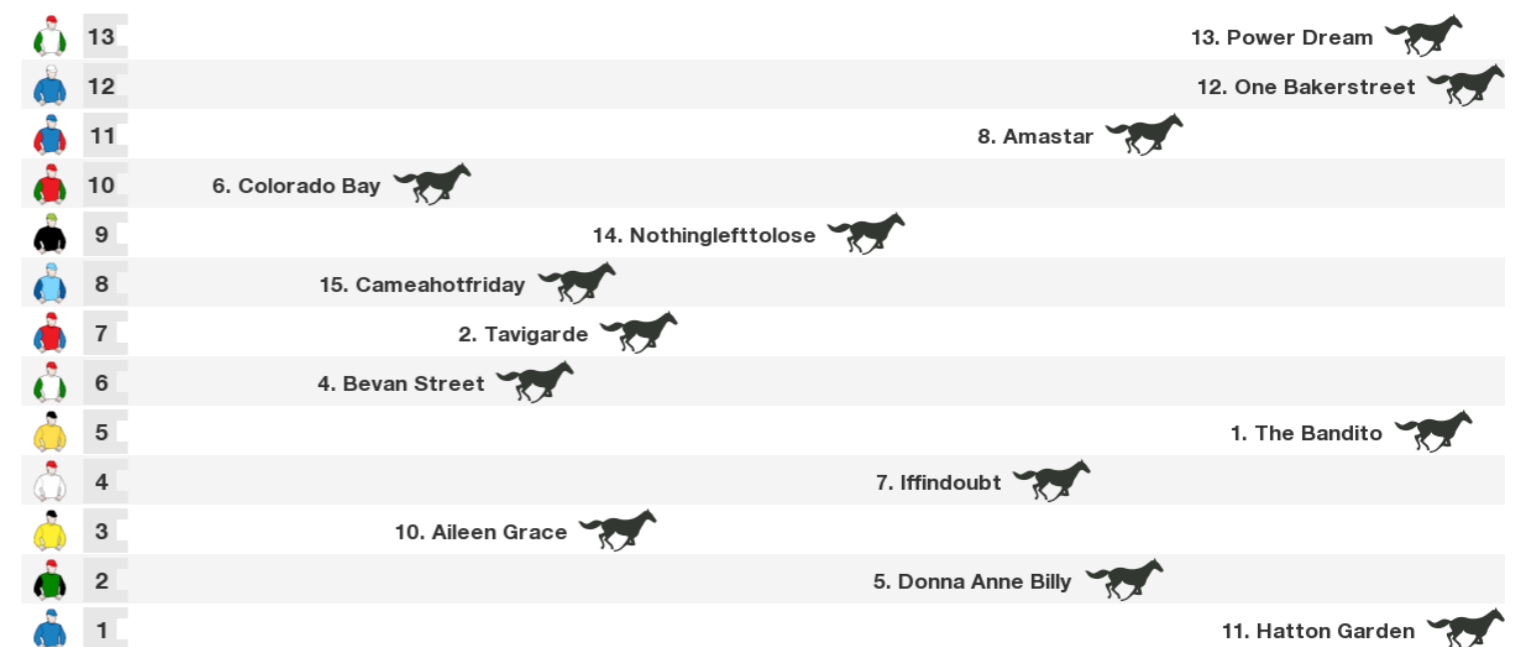 13 13. Power Dream
12 12. One Bakerstreet
11 8. Amastar
10 6. Colorado Bay
9 14. Nothinglefttolose
8 15. Cameahotfriday
7 2. Tavigarde
6 4. Bevan Street
5 1. The Bandito
4 7. Iffindoubt
3 10. Aileen Grace
2 5. Donna Anne Billy
1 11. Hatton Garden